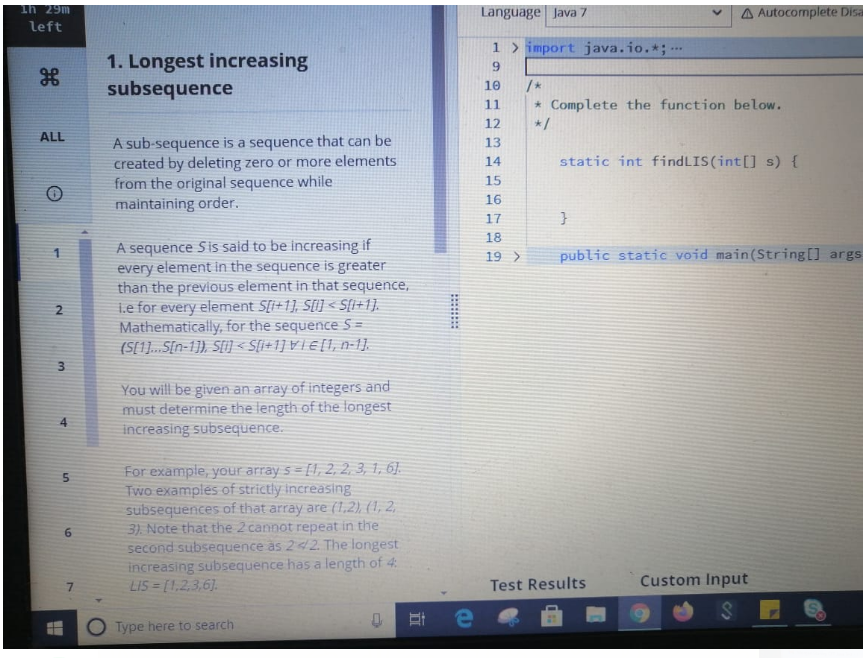 1h 29m
left
ALL
1
2
3
4
5
6
7
1. Longest increasing
subsequence
A sub-sequence is a sequence that can be
created by deleting zero or more elements
from the original sequence while
maintaining order.
A sequence S is said to be increasing if
every element in the sequence is greater
than the previous element in that sequence,
i.e for every element S[i+1], S[i] < S[i+1].
Mathematically, for the sequence S =
(S[1]...S[n-1]), S[i] < S[i+1] ∀ i ∈ [1, n-1].
You will be given an array of integers and
must determine the length of the longest
increasing subsequence.
For example, your array s = [1, 2, 2, 3, 1, 6].
Two examples of strictly increasing
subsequences of that array are (1,2), (1, 2,
3). Note that the 2 cannot repeat in the
second subsequence as 2 ≮ 2. The longest
increasing subsequence has a length of 4:
LIS = [1,2,3,6].
Language Java 7 Autocomplete Disa
1 > import java.io.*;...
9
10 /*
11 * Complete the function below.
12 */
13
14 static int findLIS(int[] s) {
15
16
17 }
18
19 > public static void main(String[] args
Test Results Custom Input
Type here to search